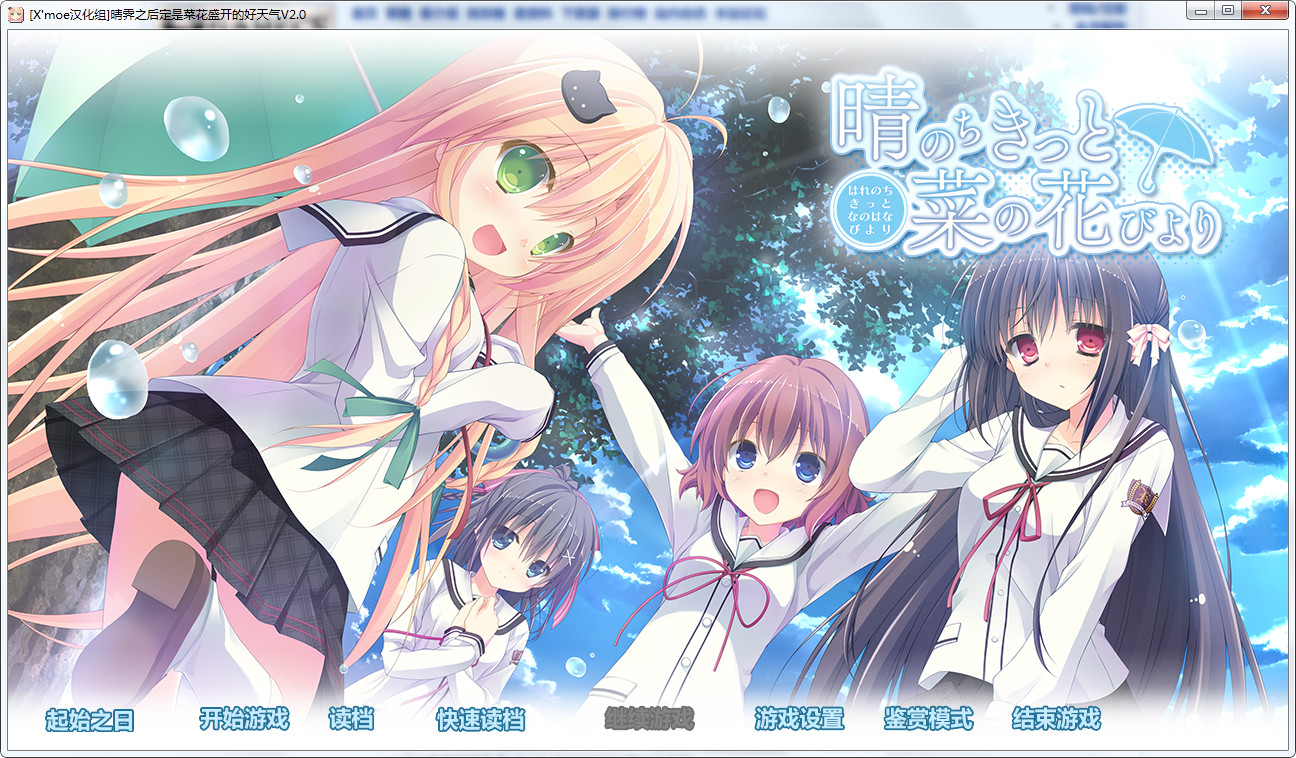 [X'moe汉化组]晴霁之后定是菜花盛开的好天气V2.0
晴のちきっと
菜の花びより
はれのち
きっと
なのはな
びより
起始之日 开始游戏 读档 快速读档 继续游戏 游戏设置 鉴赏模式 结束游戏